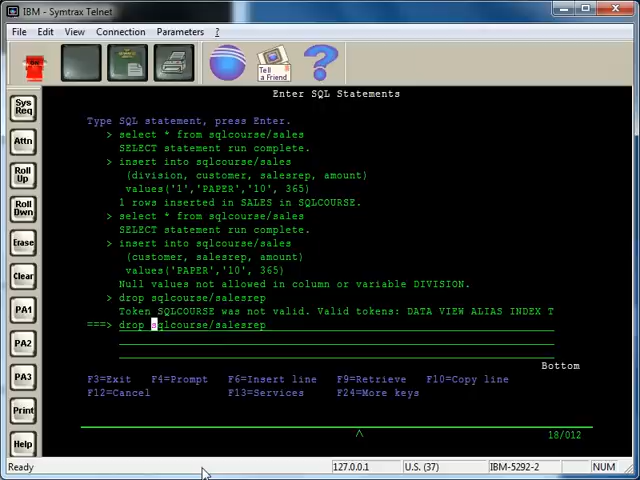 IBM - Symtrax Telnet
File Edit View Connection Parameters ?
Tell
a Friend
Sys
Req
Attn
Roll
Up
Roll
Dwn
Erase
Clear
PA1
PA2
PA3
Print
Help
Enter SQL Statements
Type SQL statement, press Enter.
> select * from sqlcourse/sales
SELECT statement run complete.
> insert into sqlcourse/sales
(division, customer, salesrep, amount)
values('1','PAPER','10', 365)
1 rows inserted in SALES in SQLCOURSE.
> select * from sqlcourse/sales
SELECT statement run complete.
> insert into sqlcourse/sales
(customer, salesrep, amount)
values('PAPER','10', 365)
Null values not allowed in column or variable DIVISION.
> drop sqlcourse/salesrep
Token SQLCOURSE was not valid. Valid tokens: DATA VIEW ALIAS INDEX T
===> drop sqlcourse/salesrep
Bottom
F3=Exit F4=Prompt F6=Insert line F9=Retrieve F10=Copy line
F12=Cancel F13=Services F24=More keys
18/012
Ready 127.0.0.1 U.S. (37) IBM-5292-2 NUM